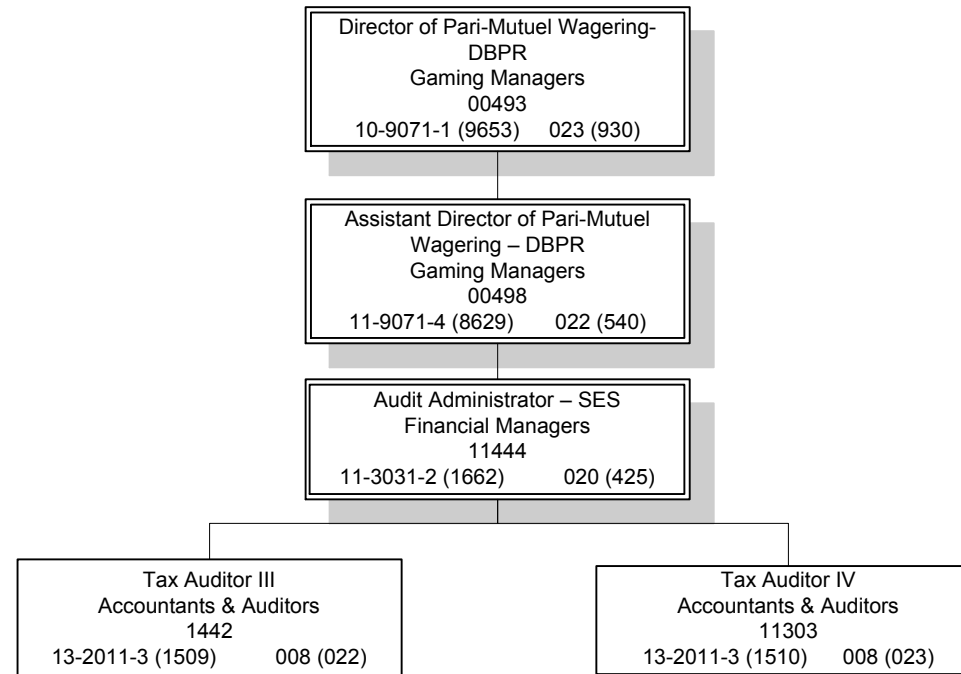 Director of Pari-Mutuel Wagering-
DBPR
Gaming Managers
00493
10-9071-1 (9653) 023 (930)
Assistant Director of Pari-Mutuel
Wagering – DBPR
Gaming Managers
00498
11-9071-4 (8629) 022 (540)
Audit Administrator – SES
Financial Managers
11444
11-3031-2 (1662) 020 (425)
Tax Auditor III
Accountants & Auditors
1442
13-2011-3 (1509) 008 (022)
Tax Auditor IV
Accountants & Auditors
11303
13-2011-3 (1510) 008 (023)